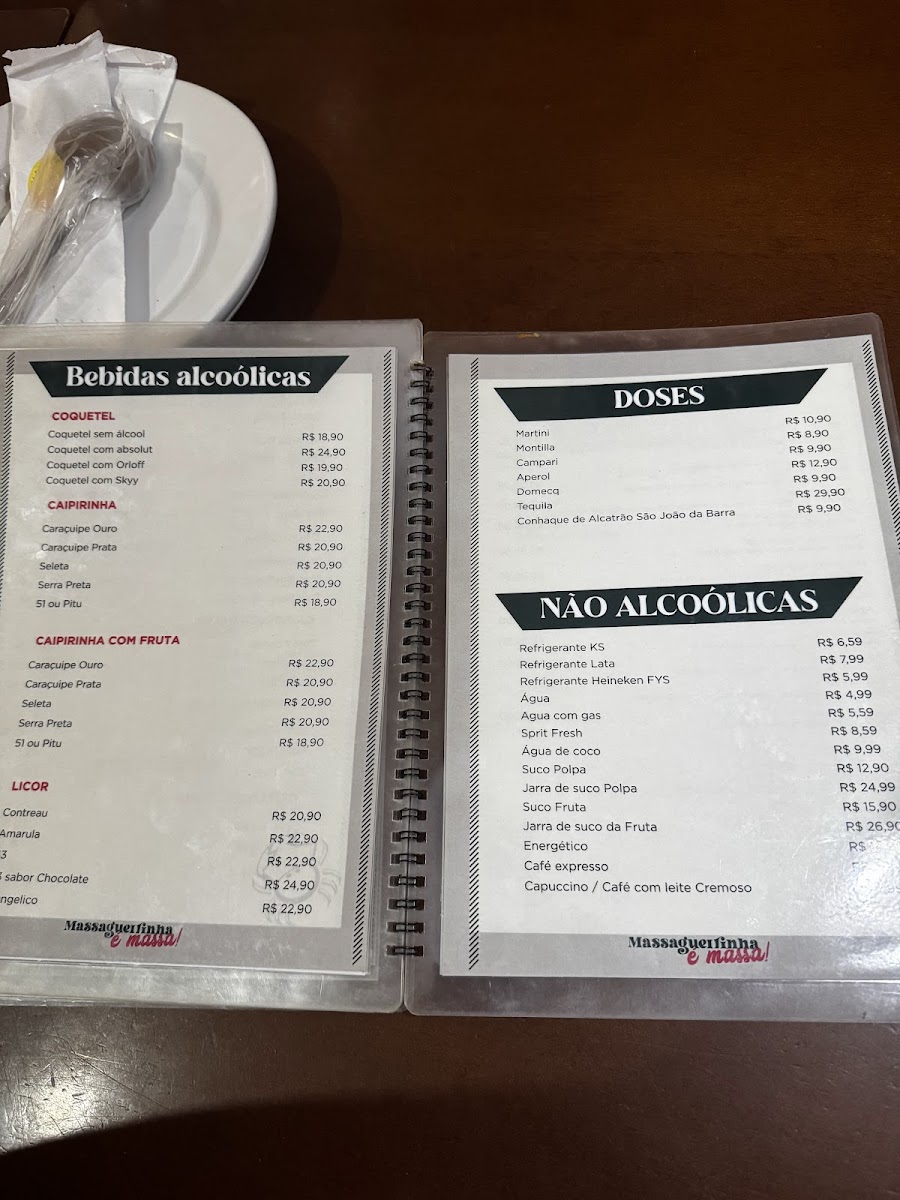 Bebidas alcoólicas
COQUETEL
Coquetel sem álcool R$ 18,90
Coquetel com absolut R$ 24,90
Coquetel com Orloff R$ 19,90
Coquetel com Skyy R$ 20,90
CAIPIRINHA
Caraçuipe Ouro R$ 22,90
Caraçuipe Prata R$ 20,90
Seleta R$ 20,90
Serra Preta R$ 20,90
51 ou Pitu R$ 18,90
CAIPIRINHA COM FRUTA
Caraçuipe Ouro R$ 22,90
Caraçuipe Prata R$ 20,90
Seleta R$ 20,90
Serra Preta R$ 20,90
51 ou Pitu R$ 18,90
LICOR
Contreau R$ 20,90
Amarula R$ 22,90
3 R$ 22,90
sabor Chocolate R$ 24,90
ngelico R$ 22,90
Massagueirinha
é massa!
DOSES
Martini R$ 10,90
Montilla R$ 8,90
Campari R$ 9,90
Aperol R$ 12,90
Domecq R$ 9,90
Tequila R$ 29,90
Conhaque de Alcatrão São João da Barra R$ 9,90
NÃO ALCOÓLICAS
Refrigerante KS R$ 6,59
Refrigerante Lata R$ 7,99
Refrigerante Heineken FYS R$ 5,99
Água R$ 4,99
Agua com gas R$ 5,59
Sprit Fresh R$ 8,59
Água de coco R$ 9,99
Suco Polpa R$ 12,90
Jarra de suco Polpa R$ 24,99
Suco Fruta R$ 15,90
Jarra de suco da Fruta R$ 26,90
Energético R$
Café expresso
Capuccino / Café com leite Cremoso
Massagueirinha
é massa!